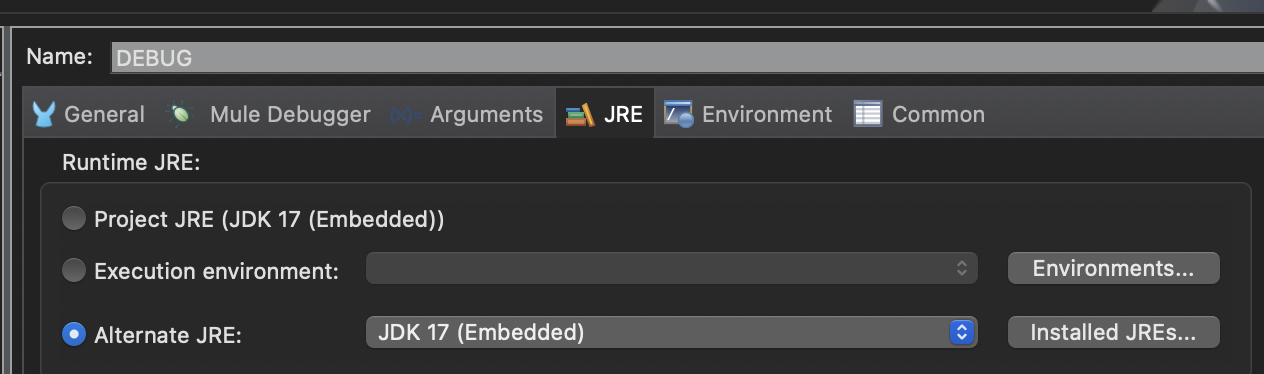 Name: DEBUG
General Mule Debugger (x)= Arguments JRE Environment Common
Runtime JRE:
Project JRE (JDK 17 (Embedded))
Execution environment: Environments...
Alternate JRE: JDK 17 (Embedded) Installed JREs...